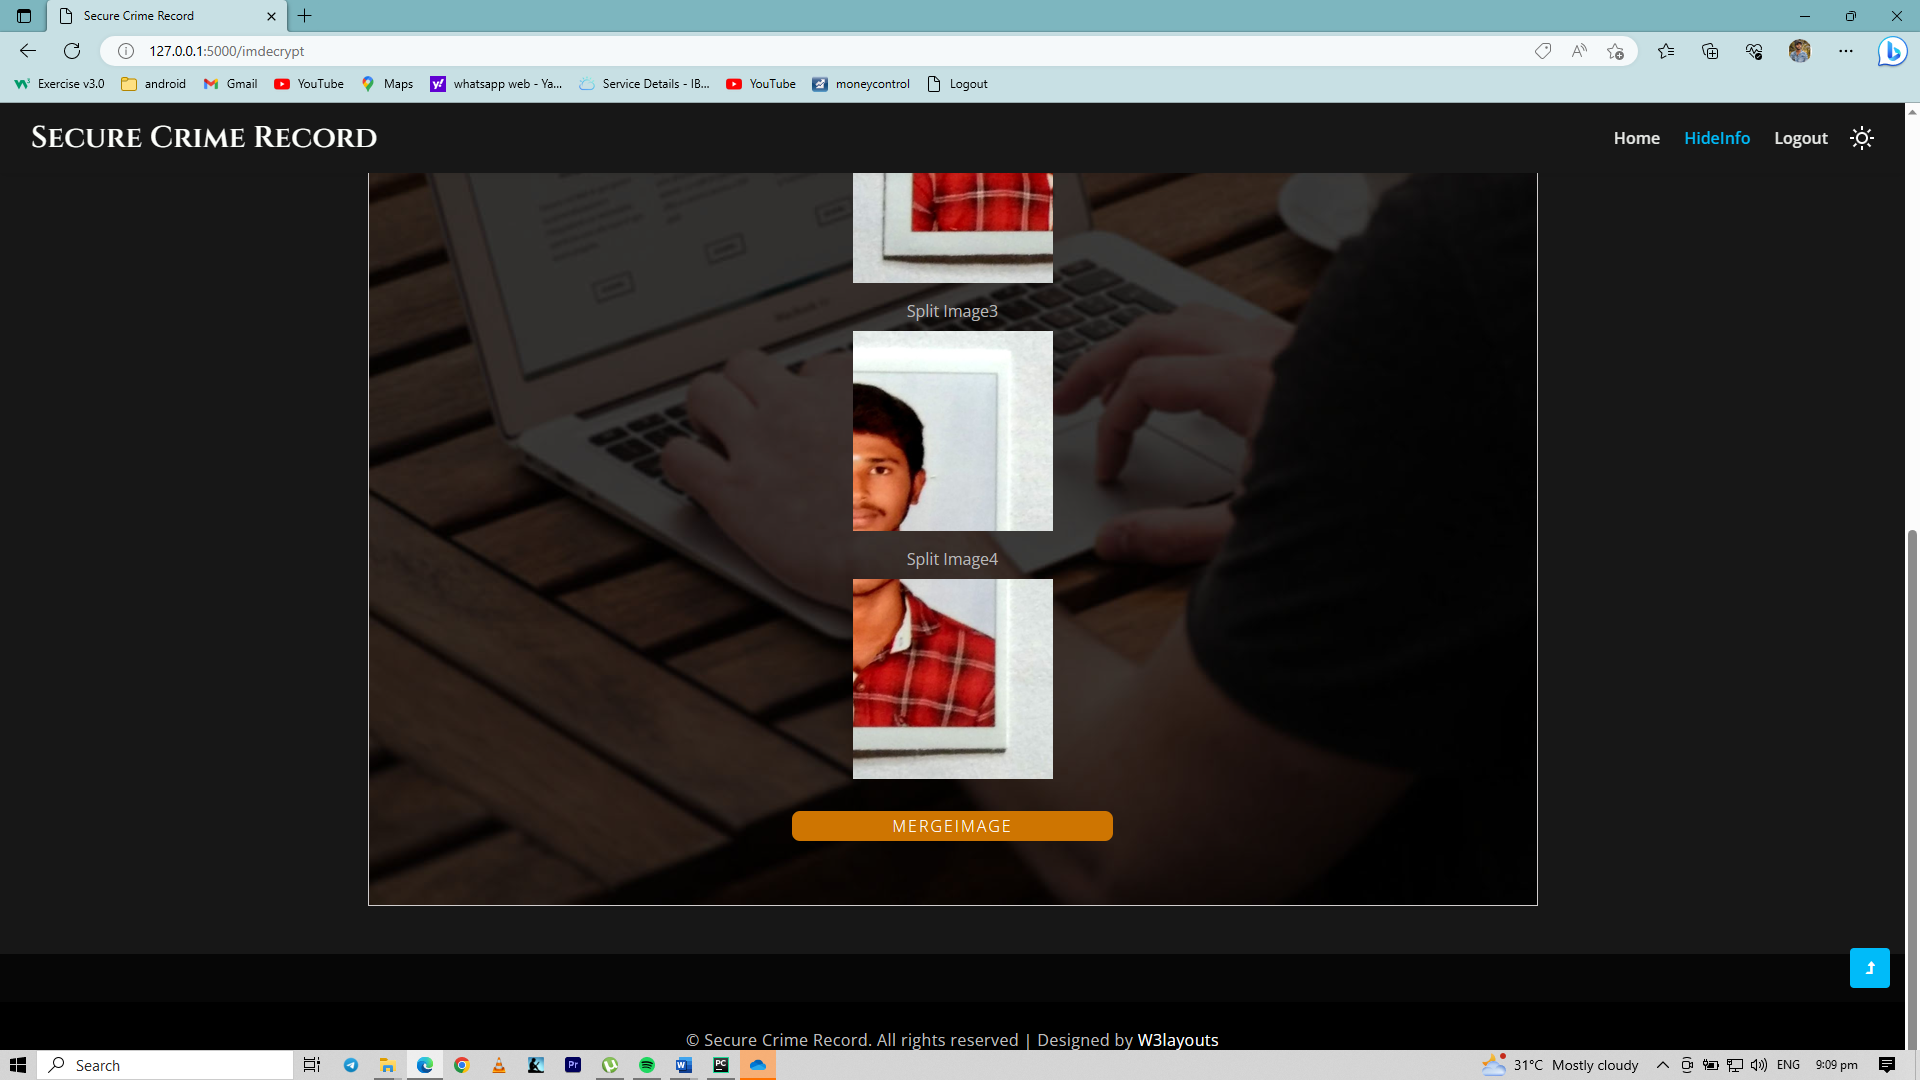 Secure Crime Record
127.0.0.1:5000/imdecrypt
Exercise v3.0
android
Gmail
YouTube
Maps
whatsapp web - Ya...
Service Details - IB...
YouTube
moneycontrol
Logout
Secure Crime Record
Home
HideInfo
Logout
Split Image3
Split Image4
MERGEIMAGE
© Secure Crime Record. All rights reserved | Designed by W3layouts
Search
31°C Mostly cloudy
ENG
9:09 pm